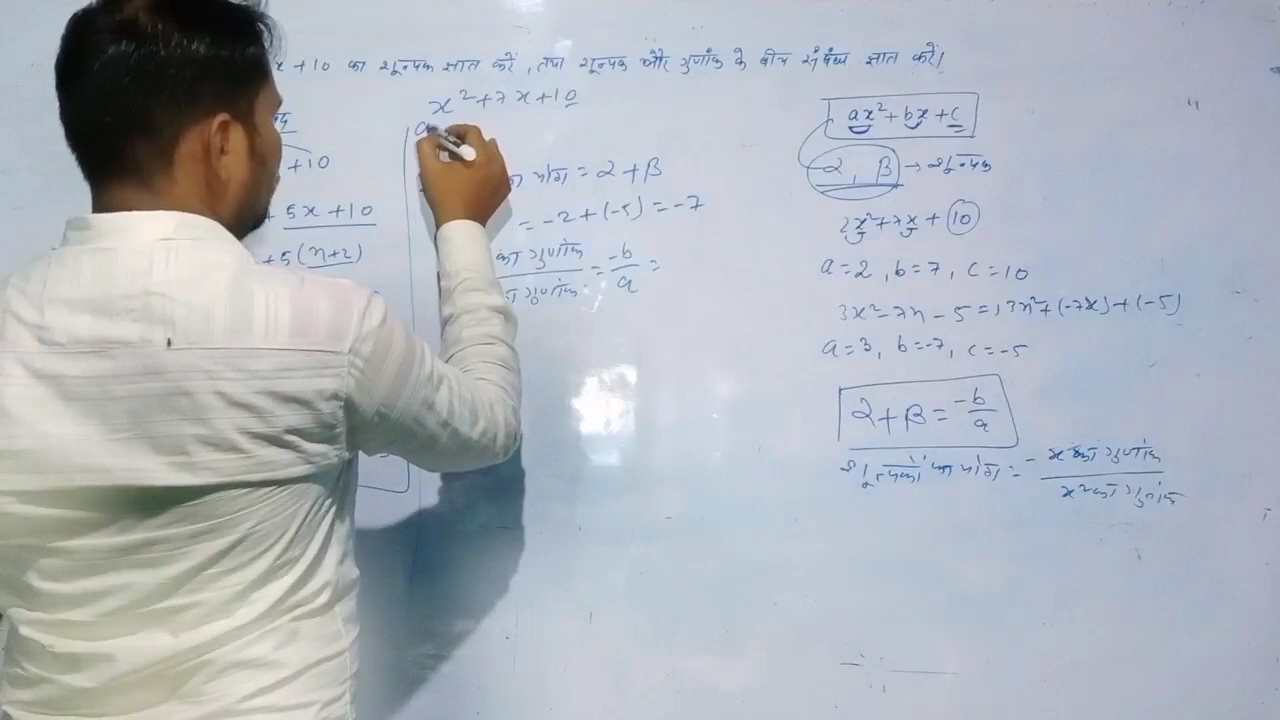 x + 10 का शून्यक ज्ञात करें, तथा शून्यक और गुणांक के बीच संबंध ज्ञात करें।
+10
+ 5x + 10
+ 5(x+2)
x² + 7x + 10
a
योग = α + β
= -2 + (-5) = -7
का गुणांक
गुणांक = -b/a =
ax² + bx + c
α, β → शून्यक
2x² + 7x + 10
a = 2, b = 7, c = 10
3x² - 7x - 5 = 3x² + (-7x) + (-5)
a = 3, b = -7, c = -5
α + β = -b/a
शून्यकों का योग = - x का गुणांक / x² का गुणांक